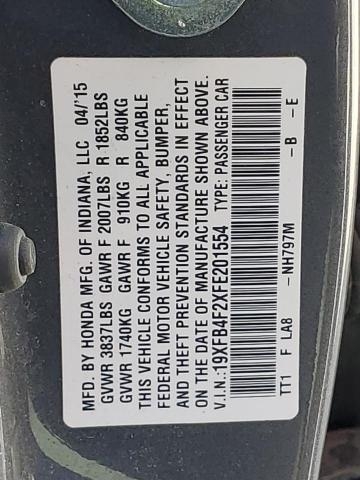 MFD. BY HONDA MFG. OF INDIANA, LLC 04/'15
GVWR 3837LBS GAWR F 2007LBS R 1852LBS
GVWR 1740KG GAWR F 910KG R 840KG
THIS VEHICLE CONFORMS TO ALL APPLICABLE
FEDERAL MOTOR VEHICLE SAFETY, BUMPER,
AND THEFT PREVENTION STANDARDS IN EFFECT
ON THE DATE OF MANUFACTURE SHOWN ABOVE.
V.I.N.:19XFB4F2XFE201554 TYPE: PASSENGER CAR
TT1 F LA8 -NH797M -B -E